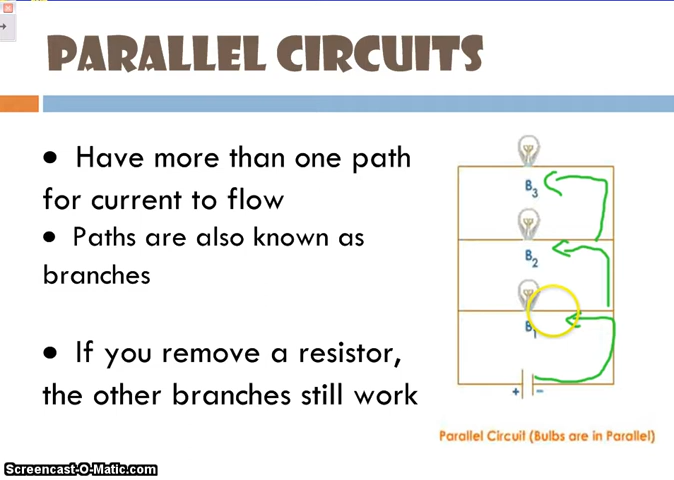 PARALLEL CIRCUITS
• Have more than one path
for current to flow
• Paths are also known as
branches
• If you remove a resistor,
the other branches still work
B3
B2
B1
+ −
Parallel Circuit (Bulbs are in Parallel)
Screencast-O-Matic.com